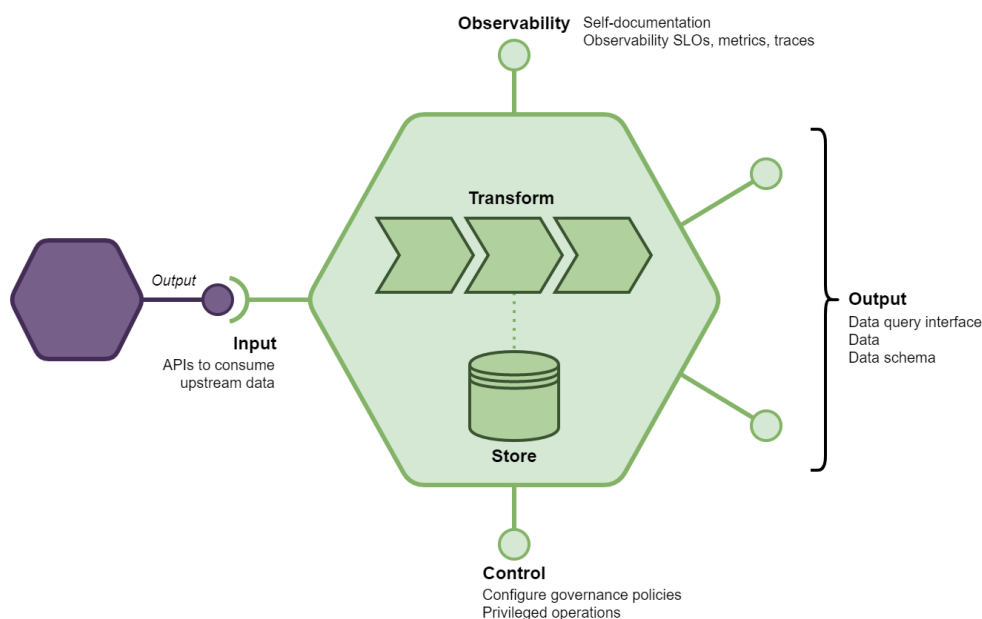 Observability
Self-documentation
Observability SLOs, metrics, traces
Transform
Output
Input
APIs to consume
upstream data
Output
Data query interface
Data
Data schema
Store
Control
Configure governance policies
Privileged operations